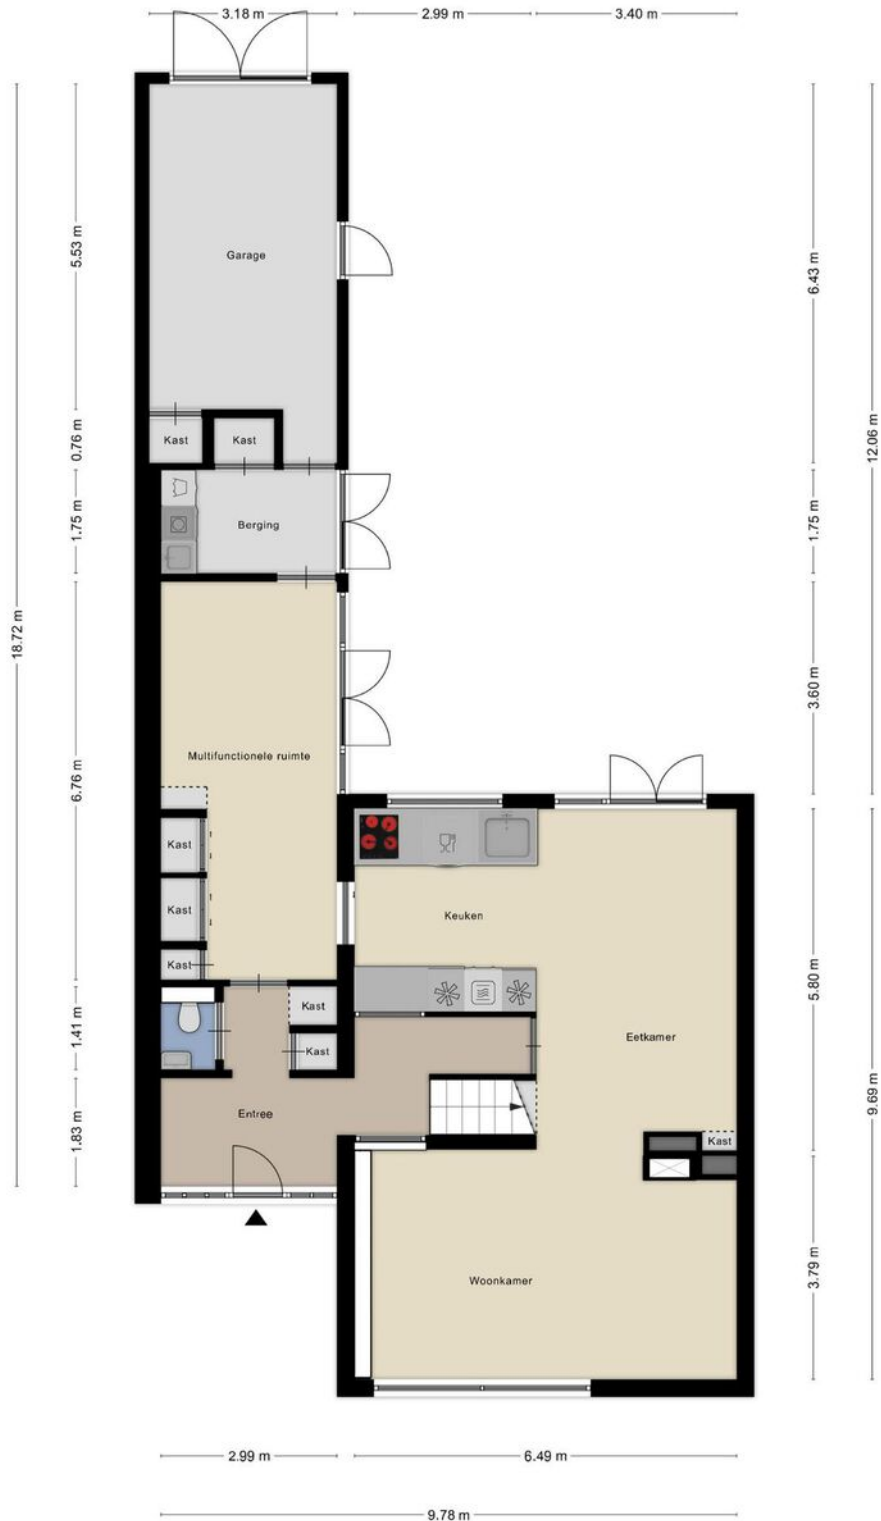 3.18 m
2.99 m
3.40 m
5.53 m
0.76 m
1.75 m
6.76 m
1.41 m
1.83 m
18.72 m
6.43 m
1.75 m
3.60 m
5.80 m
3.79 m
12.06 m
9.69 m
Garage
Kast
Kast
Berging
Multifunctionele ruimte
Kast
Kast
Kast
Keuken
Kast
Kast
Eetkamer
Entree
Kast
Woonkamer
2.99 m
6.49 m
9.78 m